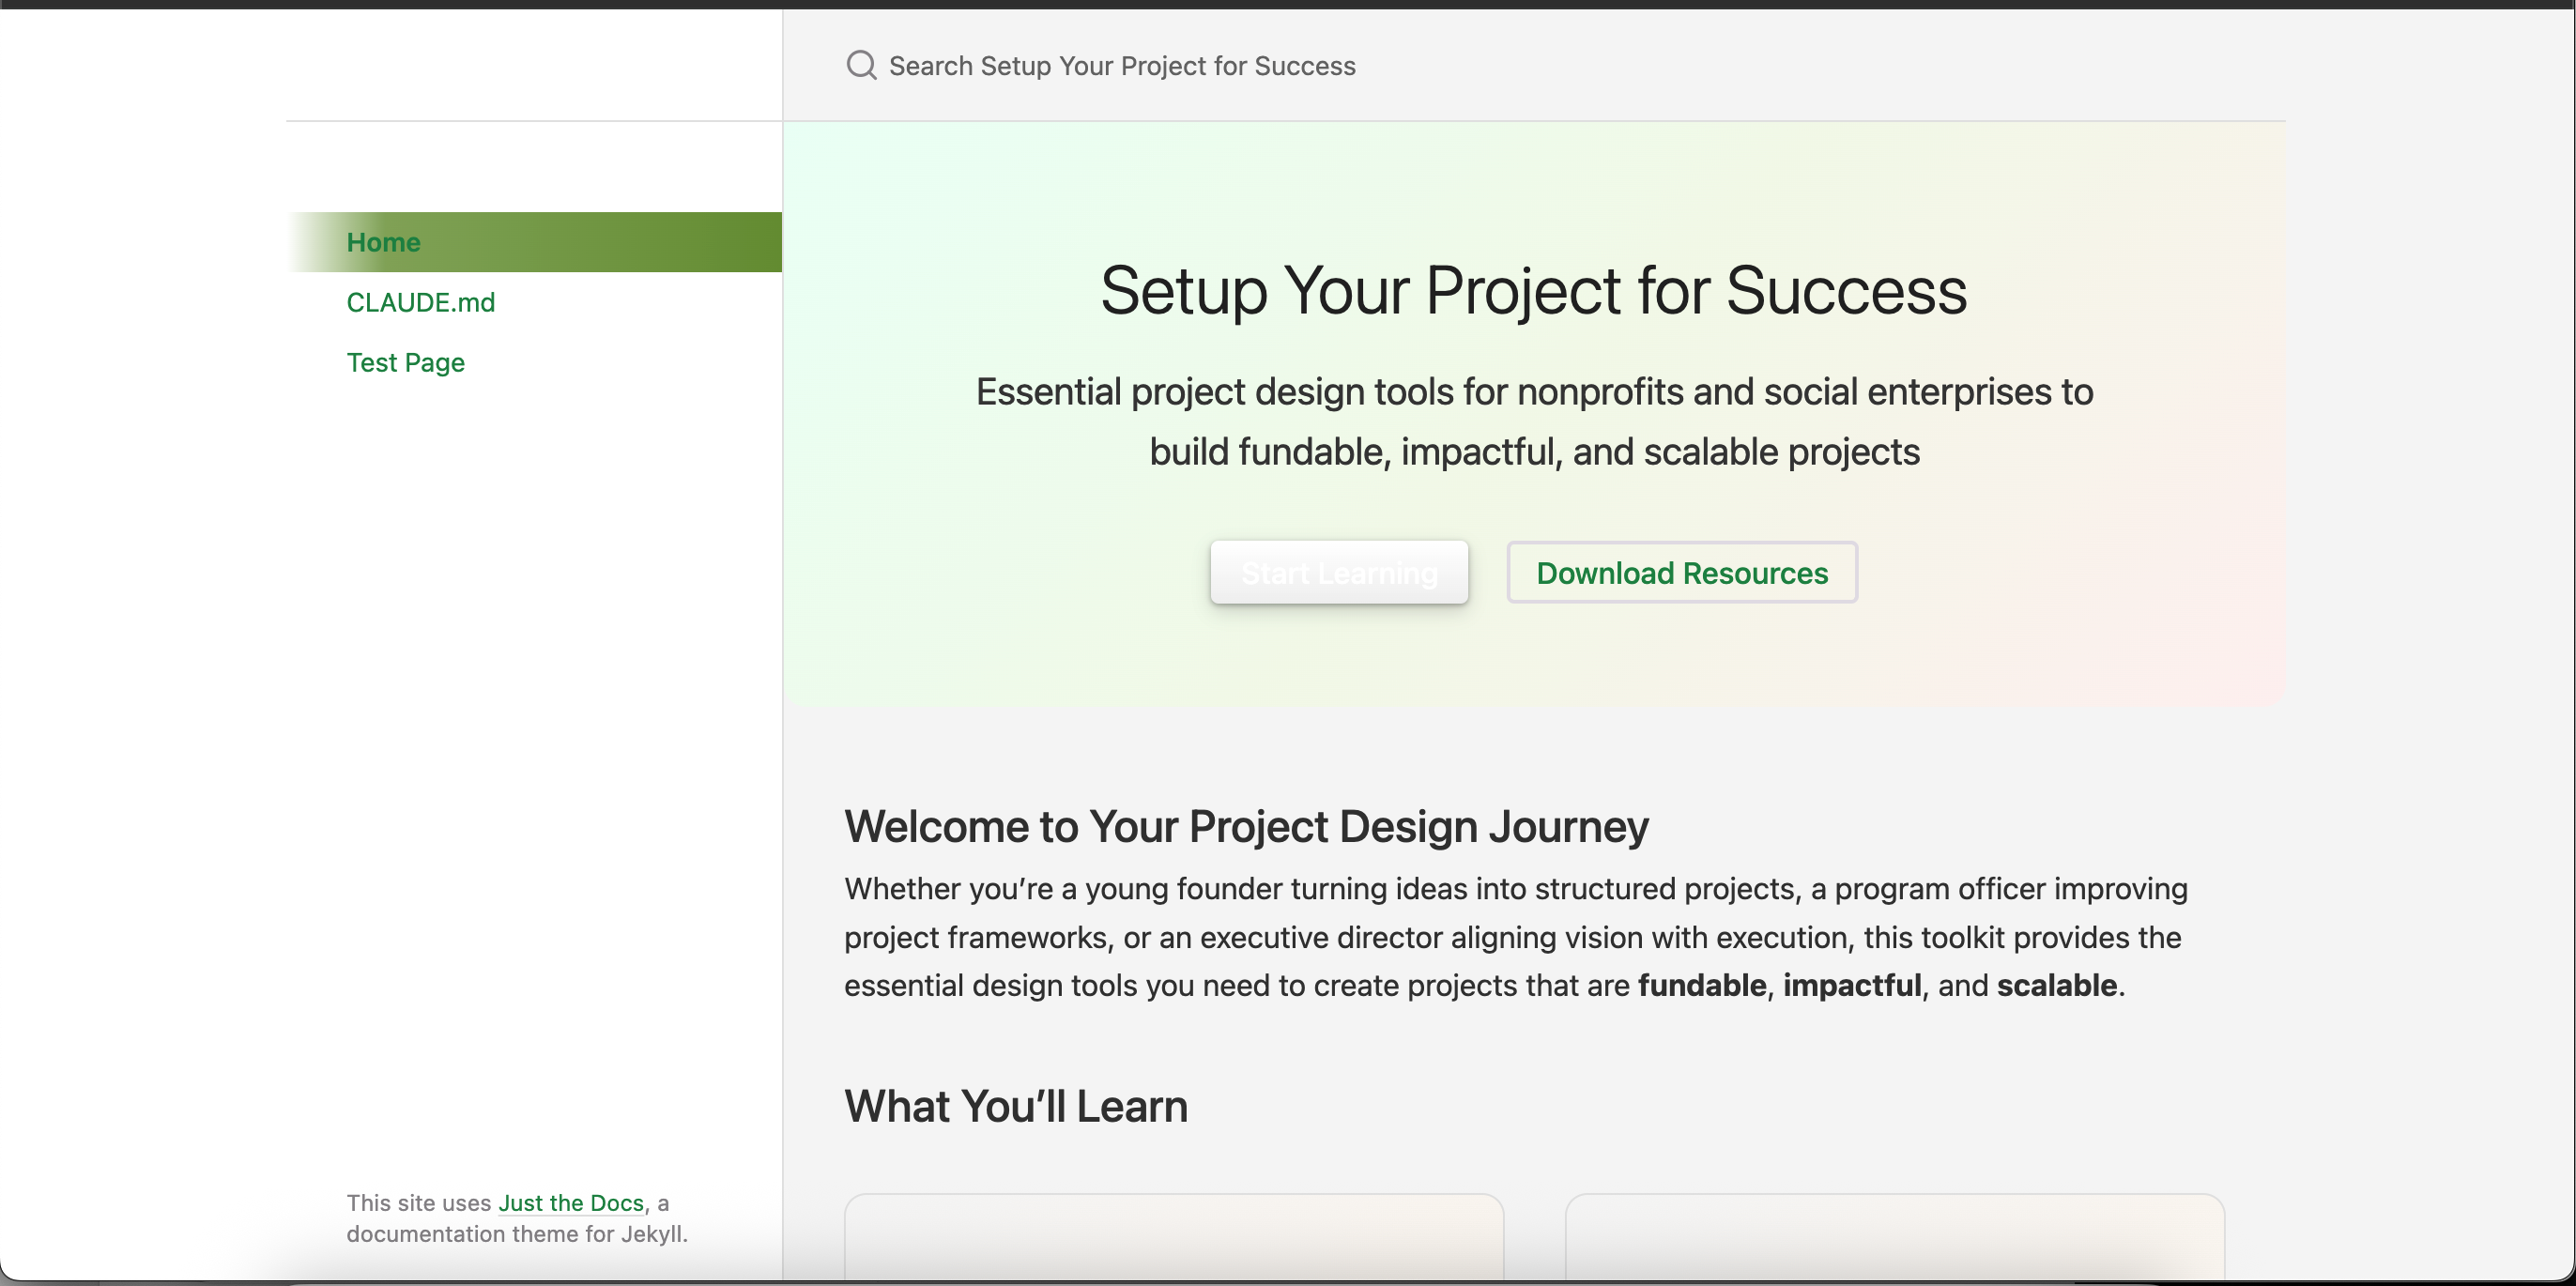 Search Setup Your Project for Success
Home
CLAUDE.md
Test Page
Setup Your Project for Success
Essential project design tools for nonprofits and social enterprises to
build fundable, impactful, and scalable projects
Start Learning
Download Resources
Welcome to Your Project Design Journey
Whether you’re a young founder turning ideas into structured projects, a program officer improving
project frameworks, or an executive director aligning vision with execution, this toolkit provides the
essential design tools you need to create projects that are fundable, impactful, and scalable.
What You’ll Learn
This site uses Just the Docs, a
documentation theme for Jekyll.